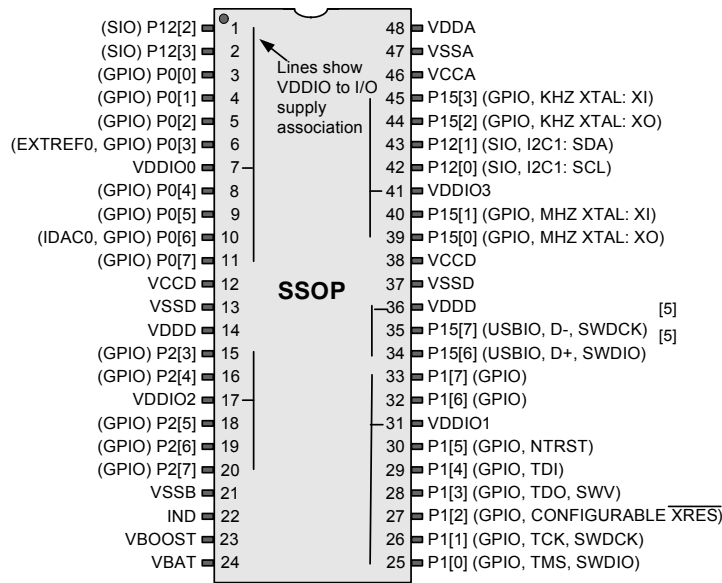 (SIO) P12[2] 1 48 VDDA
(SIO) P12[3] 2 47 VSSA
(GPIO) P0[0] 3 Lines show 46 VCCA
(GPIO) P0[1] 4 VDDIO to I/O 45 P15[3] (GPIO, KHZ XTAL: XI)
(GPIO) P0[2] 5 supply 44 P15[2] (GPIO, KHZ XTAL: XO)
(EXTREF0, GPIO) P0[3] 6 association 43 P12[1] (SIO, I2C1: SDA)
VDDIO0 7 42 P12[0] (SIO, I2C1: SCL)
(GPIO) P0[4] 8 41 VDDIO3
(GPIO) P0[5] 9 40 P15[1] (GPIO, MHZ XTAL: XI)
(IDAC0, GPIO) P0[6] 10 39 P15[0] (GPIO, MHZ XTAL: XO)
(GPIO) P0[7] 11 38 VCCD
VCCD 12 SSOP 37 VSSD
VSSD 13 36 VDDD [5]
VDDD 14 35 P15[7] (USBIO, D-, SWDCK) [5]
(GPIO) P2[3] 15 34 P15[6] (USBIO, D+, SWDIO)
(GPIO) P2[4] 16 33 P1[7] (GPIO)
VDDIO2 17 32 P1[6] (GPIO)
(GPIO) P2[5] 18 31 VDDIO1
(GPIO) P2[6] 19 30 P1[5] (GPIO, NTRST)
(GPIO) P2[7] 20 29 P1[4] (GPIO, TDI)
VSSB 21 28 P1[3] (GPIO, TDO, SWV)
IND 22 27 P1[2] (GPIO, CONFIGURABLE XRES)
VBOOST 23 26 P1[1] (GPIO, TCK, SWDCK)
VBAT 24 25 P1[0] (GPIO, TMS, SWDIO)